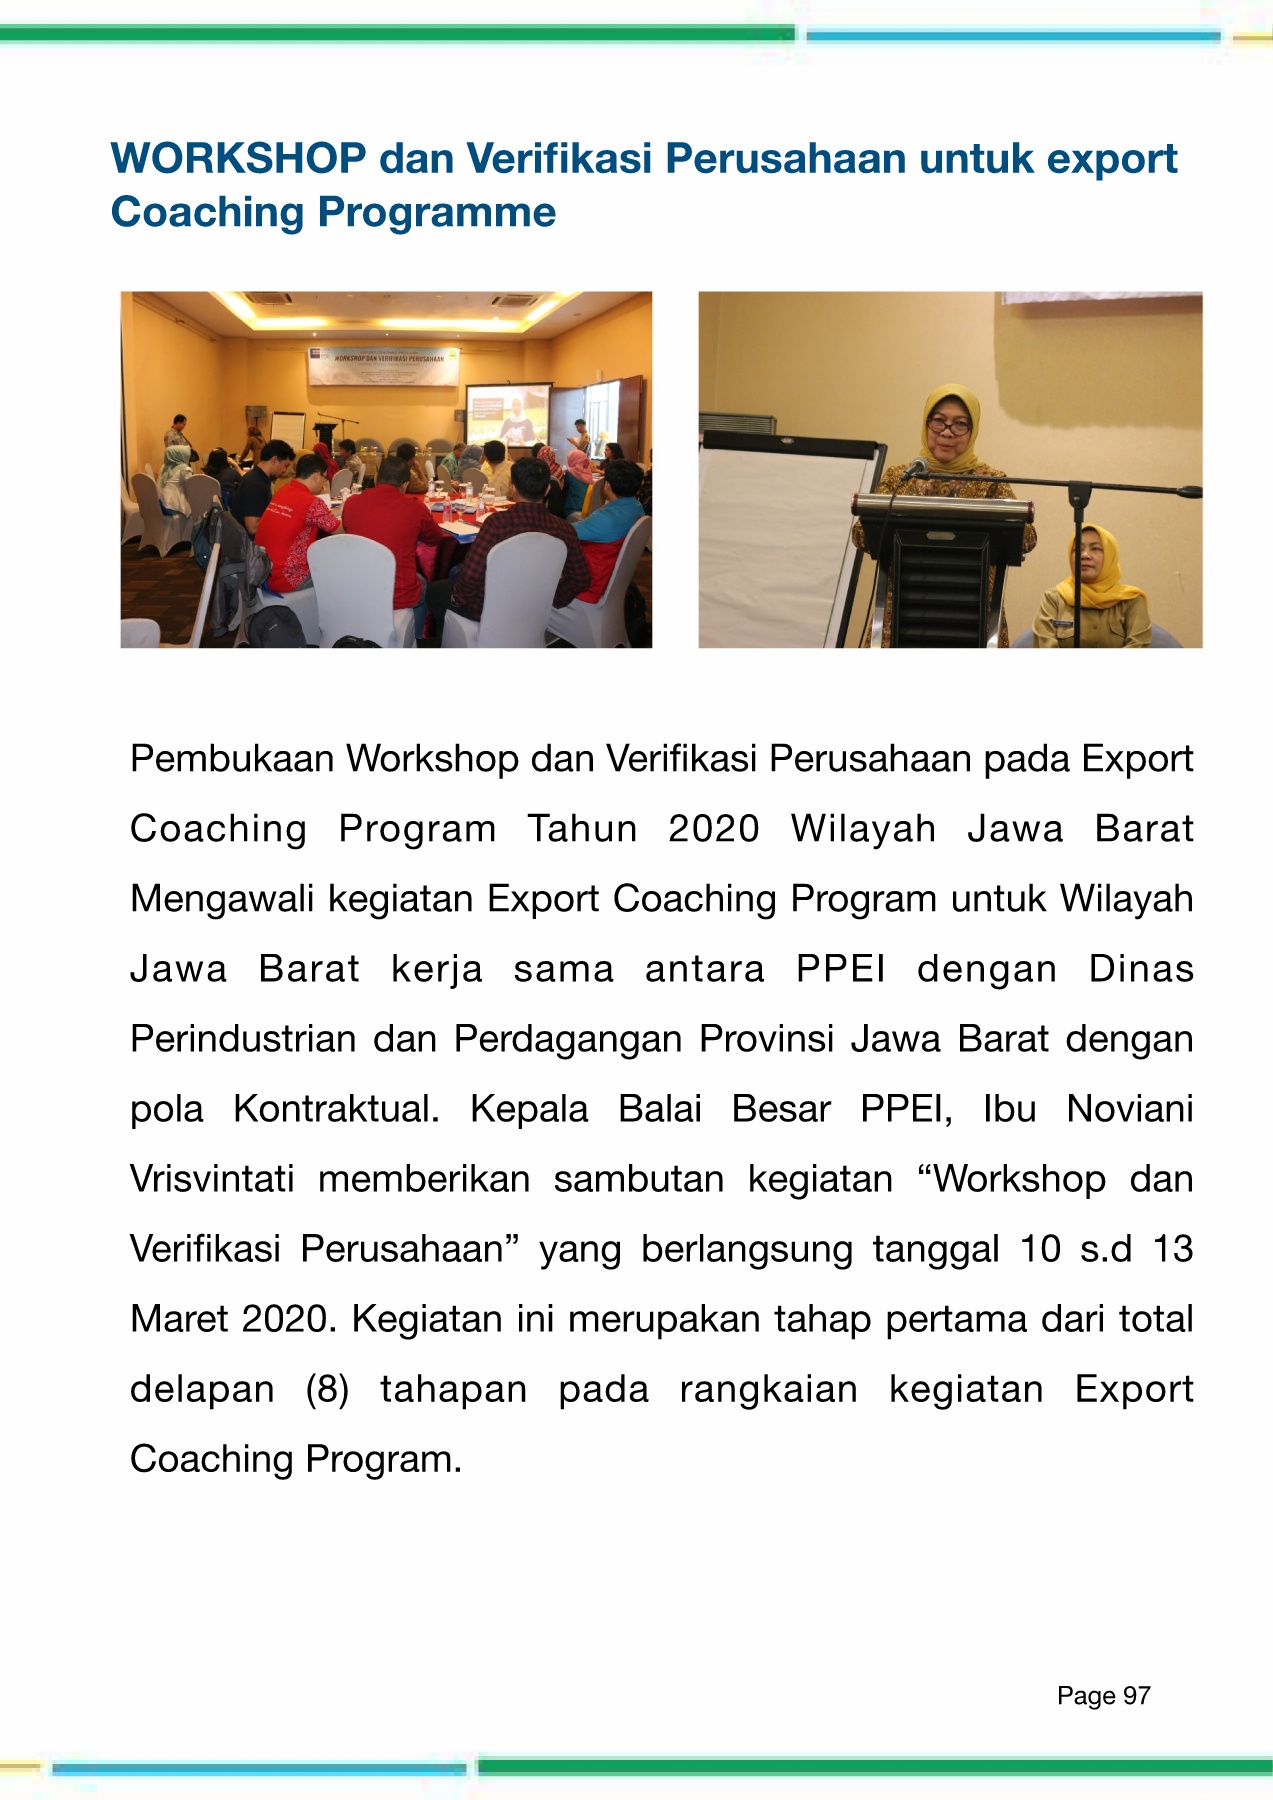 WORKSHOP dan Verifikasi Perusahaan untuk export
Coaching Programme
WORKSHOP DAN VERIFIKASI PERUSAHAAN
Pembukaan Workshop dan Verifikasi Perusahaan pada Export
Coaching Program Tahun 2020 Wilayah Jawa Barat
Mengawali kegiatan Export Coaching Program untuk Wilayah
Jawa Barat kerja sama antara PPEI dengan Dinas
Perindustrian dan Perdagangan Provinsi Jawa Barat dengan
pola Kontraktual. Kepala Balai Besar PPEI, Ibu Noviani
Vrisvintati memberikan sambutan kegiatan “Workshop dan
Verifikasi Perusahaan” yang berlangsung tanggal 10 s.d 13
Maret 2020. Kegiatan ini merupakan tahap pertama dari total
delapan (8) tahapan pada rangkaian kegiatan Export
Coaching Program.
Page 97